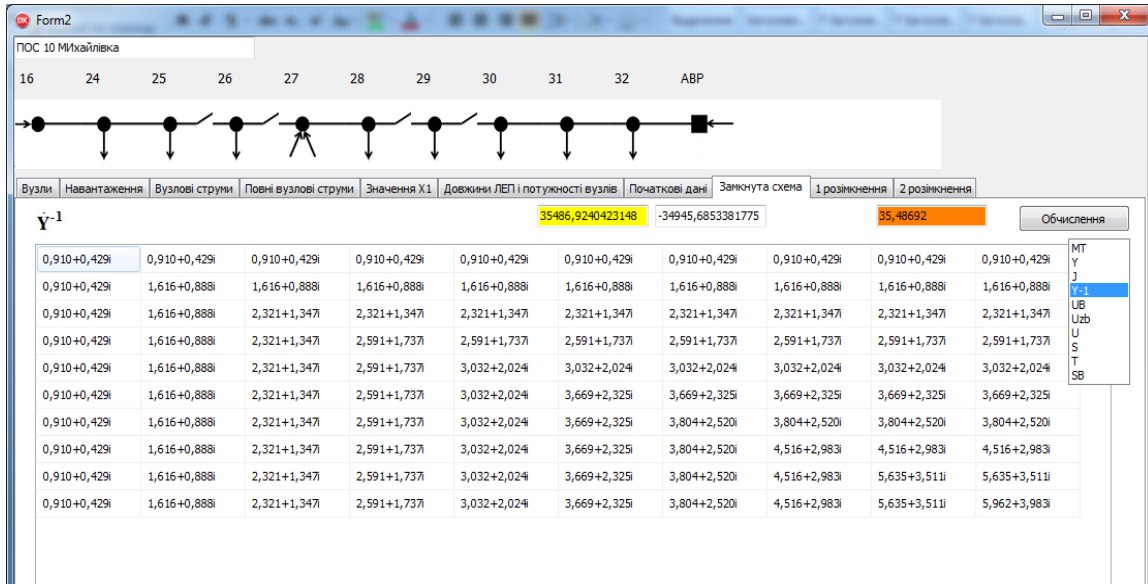 Form2
ПОС 10 МИхайлівка
16 24 25 26 27 28 29 30 31 32 АВР
Вузли Навантаження Вузлові струми Повні вузлові струми Значення X1 Довжини ЛЕП і потужності вузлів Початкові дані Замкнута схема 1 розімкнення 2 розімкнення
Ẏ-1 35486,9240423148 -34945,6853381775 35,48692 Обчислення
MT
Y
J
Y-1
UB
Uzb
U
S
T
SB
0,910+0,429i 0,910+0,429i 0,910+0,429i 0,910+0,429i 0,910+0,429i 0,910+0,429i 0,910+0,429i 0,910+0,429i 0,910+0,429i 0,910+0,429i
0,910+0,429i 1,616+0,888i 1,616+0,888i 1,616+0,888i 1,616+0,888i 1,616+0,888i 1,616+0,888i 1,616+0,888i 1,616+0,888i 1,616+0,888i
0,910+0,429i 1,616+0,888i 2,321+1,347i 2,321+1,347i 2,321+1,347i 2,321+1,347i 2,321+1,347i 2,321+1,347i 2,321+1,347i 2,321+1,347i
0,910+0,429i 1,616+0,888i 2,321+1,347i 2,591+1,737i 2,591+1,737i 2,591+1,737i 2,591+1,737i 2,591+1,737i 2,591+1,737i 2,591+1,737i
0,910+0,429i 1,616+0,888i 2,321+1,347i 2,591+1,737i 3,032+2,024i 3,032+2,024i 3,032+2,024i 3,032+2,024i 3,032+2,024i 3,032+2,024i
0,910+0,429i 1,616+0,888i 2,321+1,347i 2,591+1,737i 3,032+2,024i 3,669+2,325i 3,669+2,325i 3,669+2,325i 3,669+2,325i 3,669+2,325i
0,910+0,429i 1,616+0,888i 2,321+1,347i 2,591+1,737i 3,032+2,024i 3,669+2,325i 3,804+2,520i 3,804+2,520i 3,804+2,520i 3,804+2,520i
0,910+0,429i 1,616+0,888i 2,321+1,347i 2,591+1,737i 3,032+2,024i 3,669+2,325i 3,804+2,520i 4,516+2,983i 4,516+2,983i 4,516+2,983i
0,910+0,429i 1,616+0,888i 2,321+1,347i 2,591+1,737i 3,032+2,024i 3,669+2,325i 3,804+2,520i 4,516+2,983i 5,635+3,511i 5,635+3,511i
0,910+0,429i 1,616+0,888i 2,321+1,347i 2,591+1,737i 3,032+2,024i 3,669+2,325i 3,804+2,520i 4,516+2,983i 5,635+3,511i 5,962+3,983i